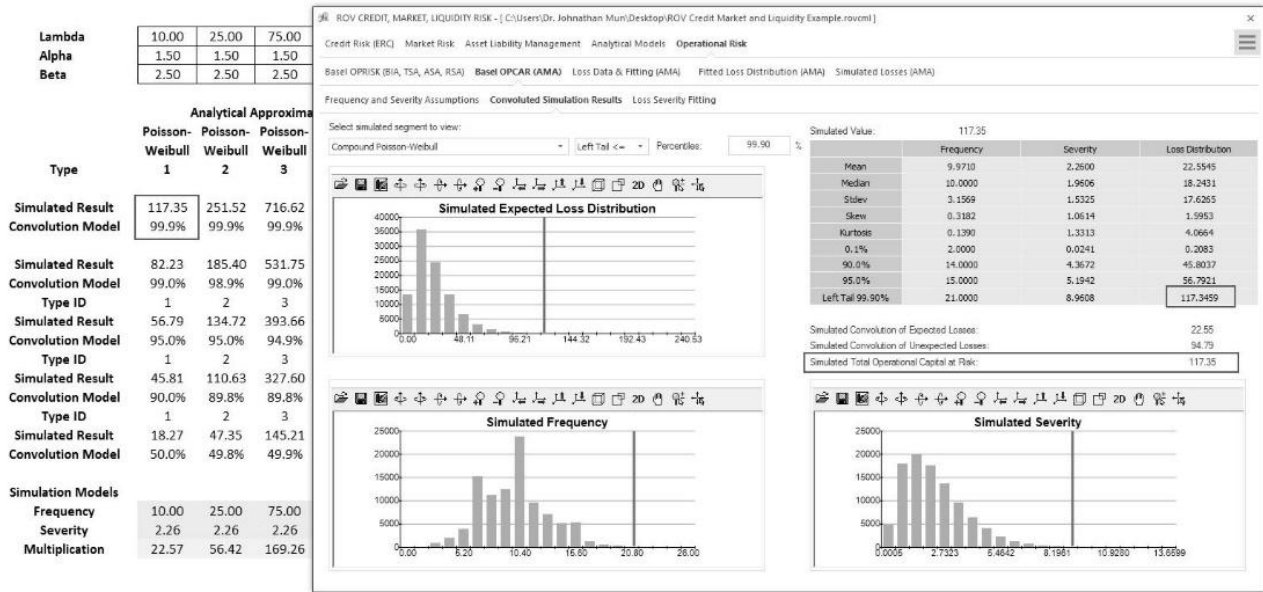 Lambda 10.00 25.00 75.00
Alpha 1.50 1.50 1.50
Beta 2.50 2.50 2.50
Analytical Approxima
Poisson- Poisson- Poisson-
Weibull Weibull Weibull
Type 1 2 3
Simulated Result 117.35 251.52 716.62
Convolution Model 99.9% 99.9% 99.9%
Simulated Result 82.23 185.40 531.75
Convolution Model 99.0% 98.9% 99.0%
Type ID 1 2 3
Simulated Result 56.79 134.72 393.66
Convolution Model 95.0% 95.0% 94.9%
Type ID 1 2 3
Simulated Result 45.81 110.63 327.60
Convolution Model 90.0% 89.8% 89.8%
Type ID 1 2 3
Simulated Result 18.27 47.35 145.21
Convolution Model 50.0% 49.8% 49.9%
Simulation Models
Frequency 10.00 25.00 75.00
Severity 2.26 2.26 2.26
Multiplication 22.57 56.42 169.26
ROV CREDIT, MARKET, LIQUIDITY RISK - [ C:\Users\Dr. Johnathan Mun\Desktop\ROV Credit Market and Liquidity Example.rovcml ]
Credit Risk (ERC) Market Risk Asset Liability Management Analytical Models Operational Risk
Basel OPRISK (BIA, TSA, ASA, RSA) Basel OPCAR (AMA) Loss Data & Fitting (AMA) Fitted Loss Distribution (AMA) Simulated Losses (AMA)
Frequency and Severity Assumptions Convoluted Simulation Results Loss Severity Fitting
Select simulated segment to view:
Compound Poisson-Weibull Left Tail <= Percentiles: 99.90 %
2D
Simulated Expected Loss Distribution
40000
35000
30000
25000
20000
15000
10000
5000
0.00 48.11 96.21 144.32 192.43 240.53
Simulated Value: 117.35
Frequency Severity Loss Distribution
Mean 9.9710 2.2600 22.5545
Median 10.0000 1.9606 18.2431
Stdev 3.1569 1.5325 17.6265
Skew 0.3182 1.0614 1.5953
Kurtosis 0.1390 1.3313 4.0664
0.1% 2.0000 0.0241 0.2083
90.0% 14.0000 4.3672 45.8037
95.0% 15.0000 5.1942 56.7921
Left Tail 99.90% 21.0000 8.9608 117.3459
Simulated Convolution of Expected Losses: 22.55
Simulated Convolution of Unexpected Losses: 94.79
Simulated Total Operational Capital at Risk: 117.35
2D
Simulated Frequency
25000
20000
15000
10000
5000
0.00 5.20 10.40 15.60 20.80 26.00
2D
Simulated Severity
25000
20000
15000
10000
5000
0.0005 2.7323 5.4642 8.1961 10.9280 13.6599